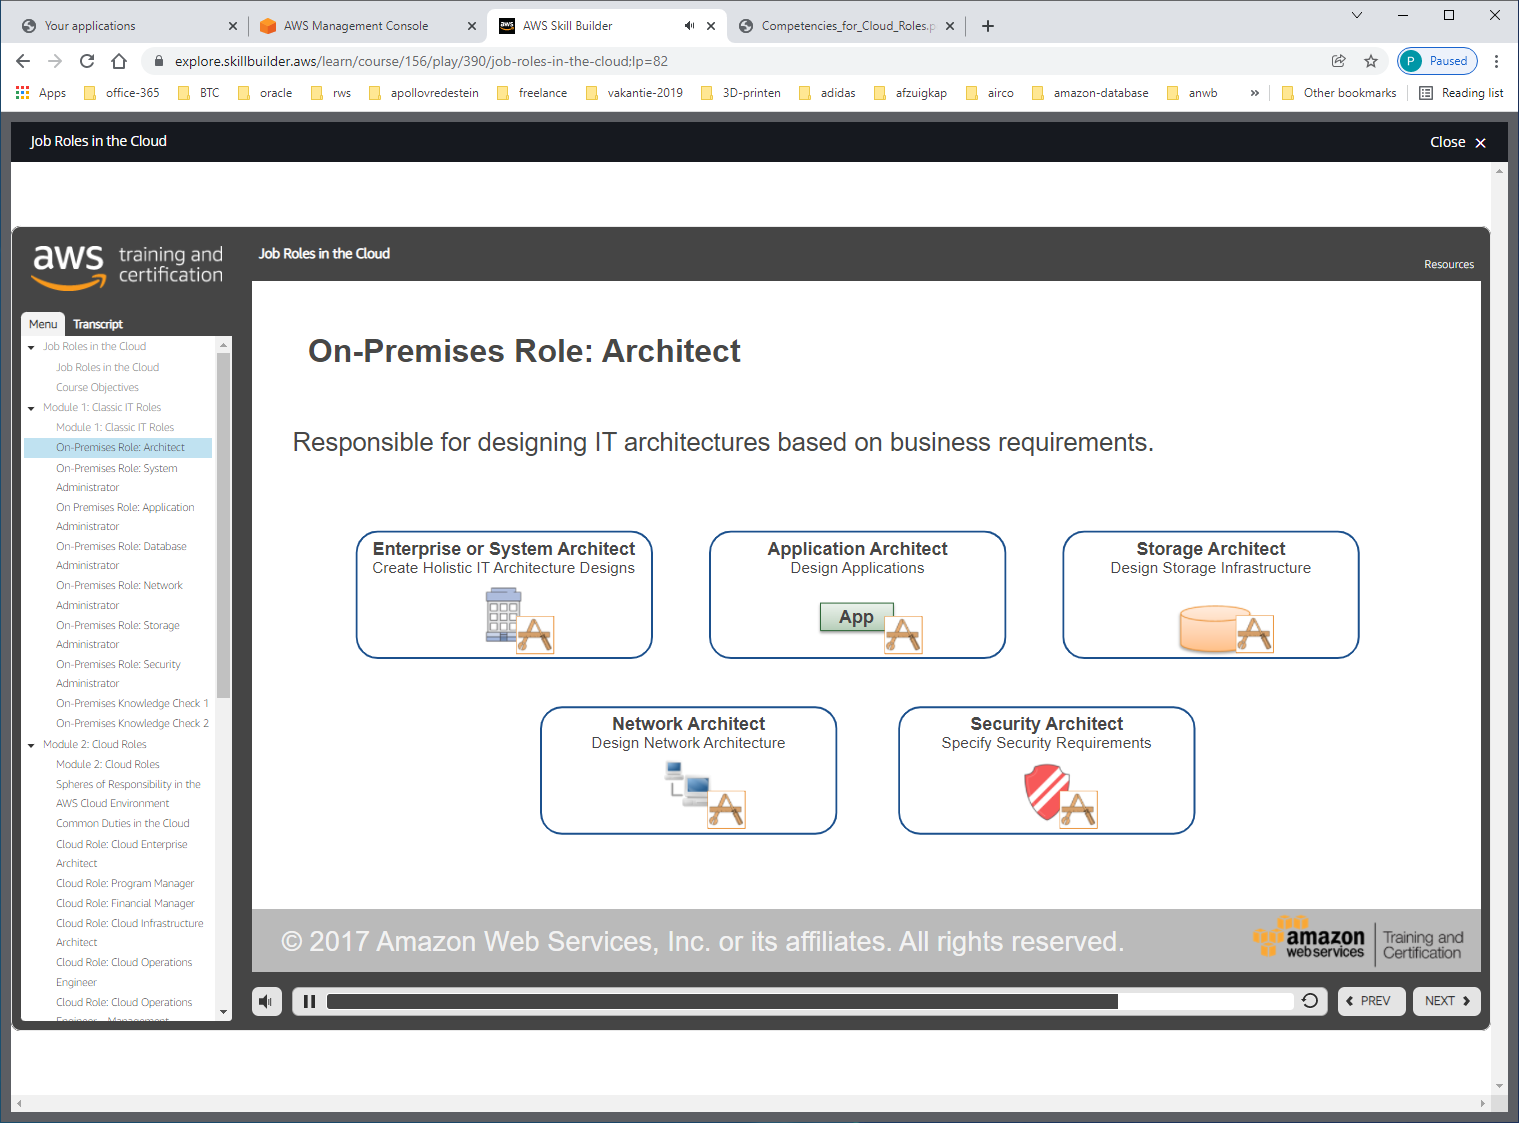 Your applications
AWS Management Console
AWS Skill Builder
Competencies_for_Cloud_Roles.p
explore.skillbuilder.aws/learn/course/156/play/390/job-roles-in-the-cloud;lp=82
P Paused
Apps office-365 BTC oracle rws apollovredestein freelance vakantie-2019 3D-printen adidas afzuigkap airco amazon-database anwb » Other bookmarks Reading list
Job Roles in the Cloud
Close
aws training and
certification
Job Roles in the Cloud
Resources
Menu Transcript
Job Roles in the Cloud
Job Roles in the Cloud
Course Objectives
Module 1: Classic IT Roles
Module 1: Classic IT Roles
On-Premises Role: Architect
On-Premises Role: System
Administrator
On Premises Role: Application
Administrator
On-Premises Role: Database
Administrator
On-Premises Role: Network
Administrator
On-Premises Role: Storage
Administrator
On-Premises Role: Security
Administrator
On-Premises Knowledge Check 1
On-Premises Knowledge Check 2
Module 2: Cloud Roles
Module 2: Cloud Roles
Spheres of Responsibility in the
AWS Cloud Environment
Common Duties in the Cloud
Cloud Role: Cloud Enterprise
Architect
Cloud Role: Program Manager
Cloud Role: Financial Manager
Cloud Role: Cloud Infrastructure
Architect
Cloud Role: Cloud Operations
Engineer
Cloud Role: Cloud Operations
Engineer - Management
On-Premises Role: Architect
Responsible for designing IT architectures based on business requirements.
Enterprise or System Architect
Create Holistic IT Architecture Designs
Application Architect
Design Applications
App
Storage Architect
Design Storage Infrastructure
Network Architect
Design Network Architecture
Security Architect
Specify Security Requirements
© 2017 Amazon Web Services, Inc. or its affiliates. All rights reserved.
amazon
webservices
Training and
Certification
PREV
NEXT